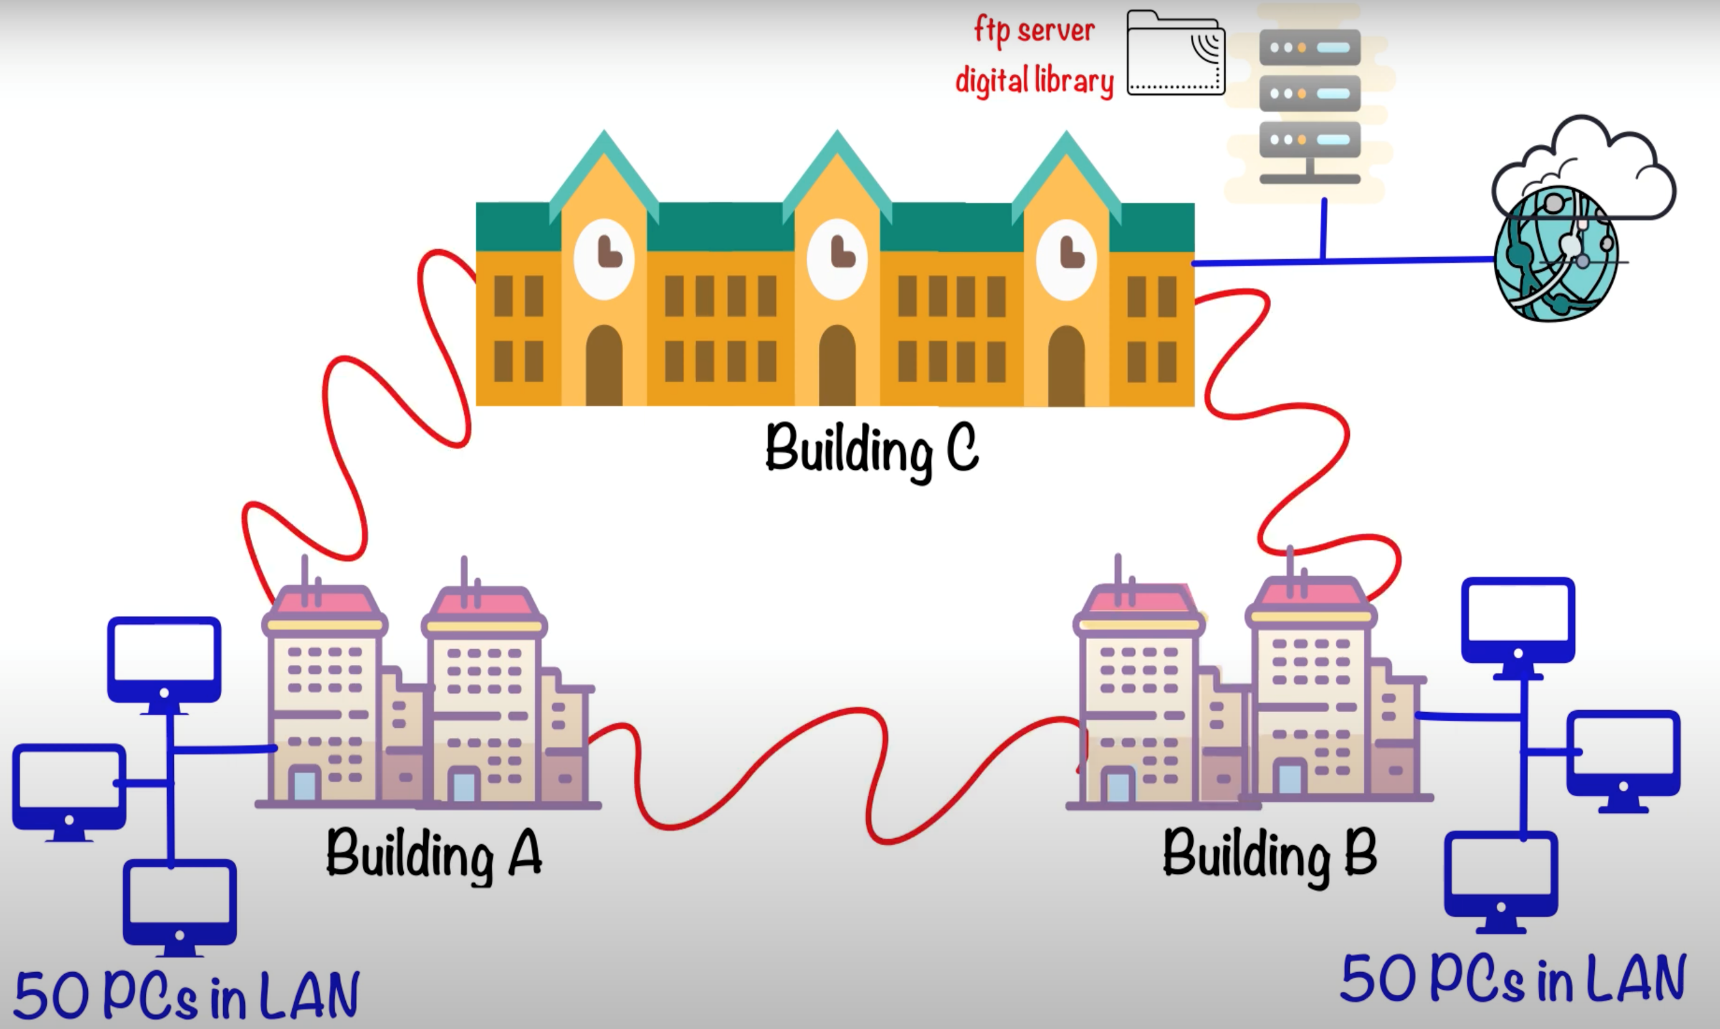 ftp server
digital library
Building C
Building A
Building B
50 PCs in LAN
50 PCs in LAN